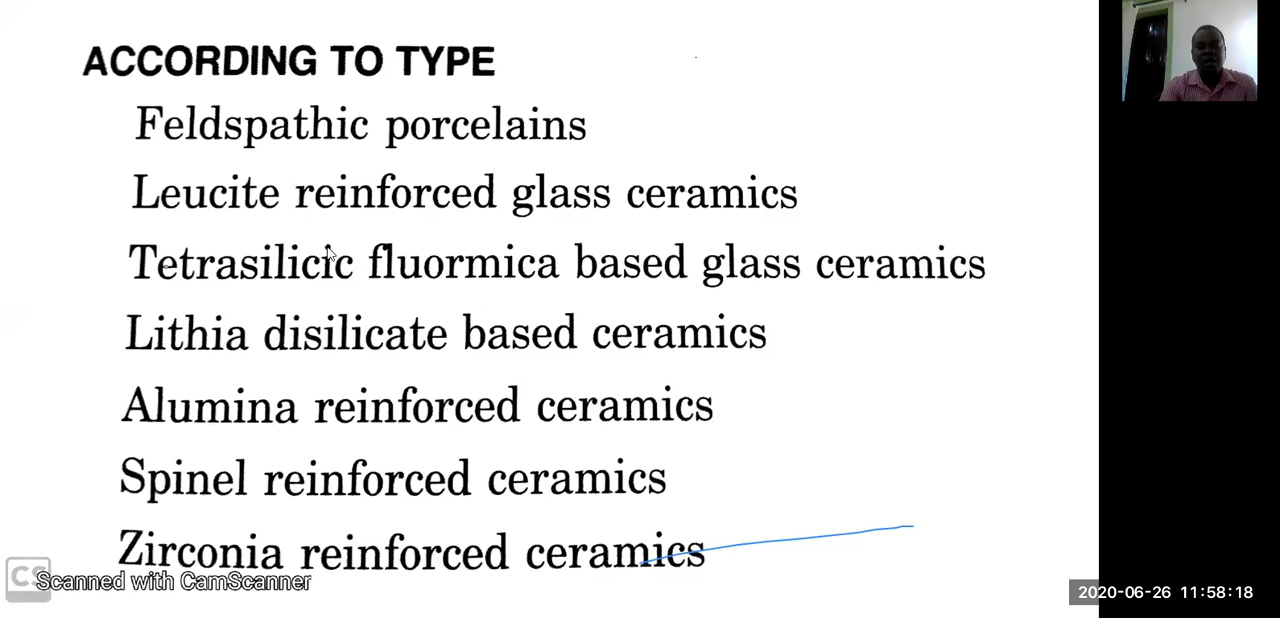 ACCORDING TO TYPE
Feldspathic porcelains
Leucite reinforced glass ceramics
Tetrasilicic fluormica based glass ceramics
Lithia disilicate based ceramics
Alumina reinforced ceramics
Spinel reinforced ceramics
Zirconia reinforced ceramics
CS Scanned with CamScanner
2020-06-26 11:58:18